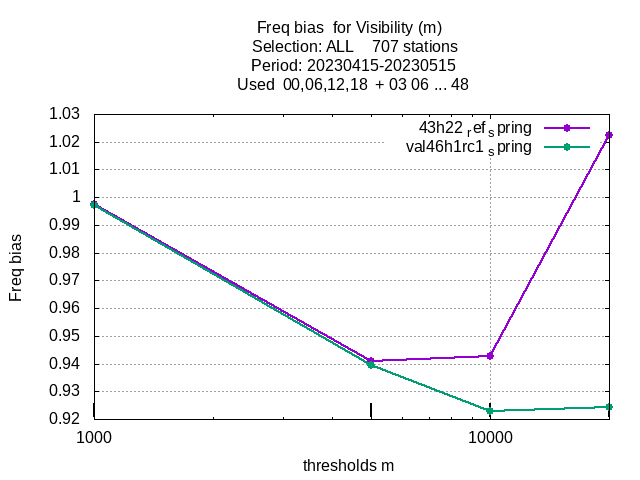 Freq bias for Visibility (m)
Selection: ALL 707 stations
Period: 20230415-20230515
Used 00,06,12,18 + 03 06 ... 48
1.03
1.02
1.01
1
0.99
0.98
0.97
0.96
0.95
0.94
0.93
0.92
Freq bias
43h22 ref spring
val46h1rc1 spring
1000
10000
thresholds m